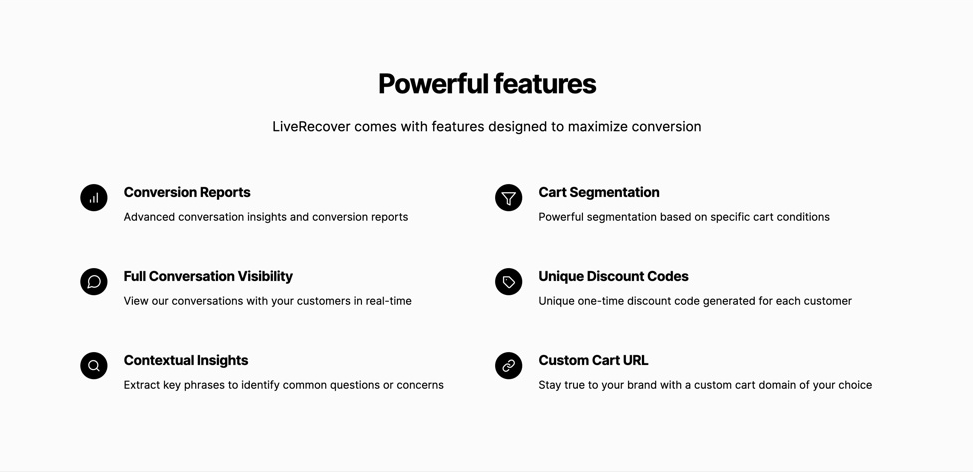 Powerful features
LiveRecover comes with features designed to maximize conversion
Conversion Reports
Advanced conversation insights and conversion reports
Cart Segmentation
Powerful segmentation based on specific cart conditions
Full Conversation Visibility
View our conversations with your customers in real-time
Unique Discount Codes
Unique one-time discount code generated for each customer
Contextual Insights
Extract key phrases to identify common questions or concerns
Custom Cart URL
Stay true to your brand with a custom cart domain of your choice